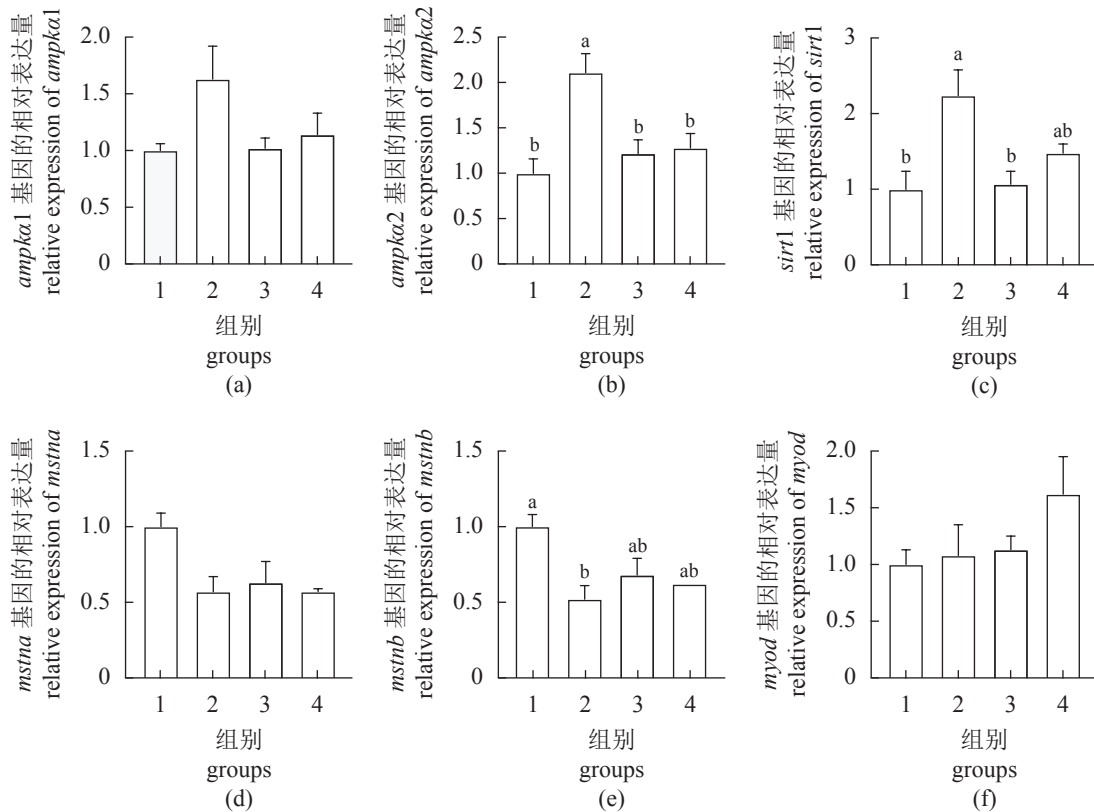 ampkα1 基因的相对表达量
relative expression of ampkα1
2.0
1.5
1.0
0.5
0
1 2 3 4
组别
groups
(a)
ampkα2 基因的相对表达量
relative expression of ampkα2
2.5
2.0
1.5
1.0
0.5
0
b a b b
1 2 3 4
组别
groups
(b)
sirt1 基因的相对表达量
relative expression of sirt1
3
2
1
0
b a b ab
1 2 3 4
组别
groups
(c)
mstna 基因的相对表达量
relative expression of mstna
1.5
1.0
0.5
0
1 2 3 4
组别
groups
(d)
mstnb 基因的相对表达量
relative expression of mstnb
1.5
1.0
0.5
0
a b ab ab
1 2 3 4
组别
groups
(e)
myod 基因的相对表达量
relative expression of myod
2.0
1.5
1.0
0.5
0
1 2 3 4
组别
groups
(f)